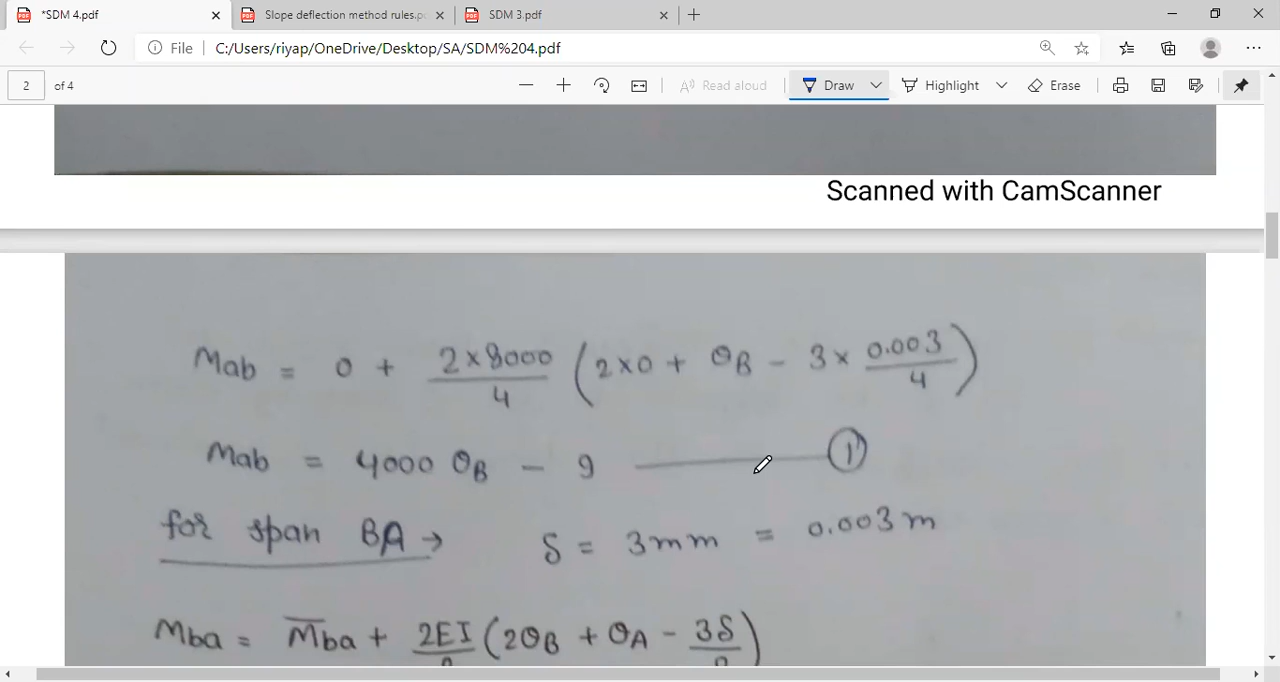 *SDM 4.pdf
Slope deflection method rules.pd
SDM 3.pdf
File | C:/Users/riyap/OneDrive/Desktop/SA/SDM%204.pdf
2 of 4
Read aloud
Draw
Highlight
Erase
Scanned with CamScanner
Mab = 0 + 2×8000/4 (2×0 + θB − 3× 0.003/4)
Mab = 4000 θB − 9 ——— ①
for span BA → δ = 3mm = 0.003m
Mba = M̅ba + 2EI/ (2θB + θA − 3δ/ )